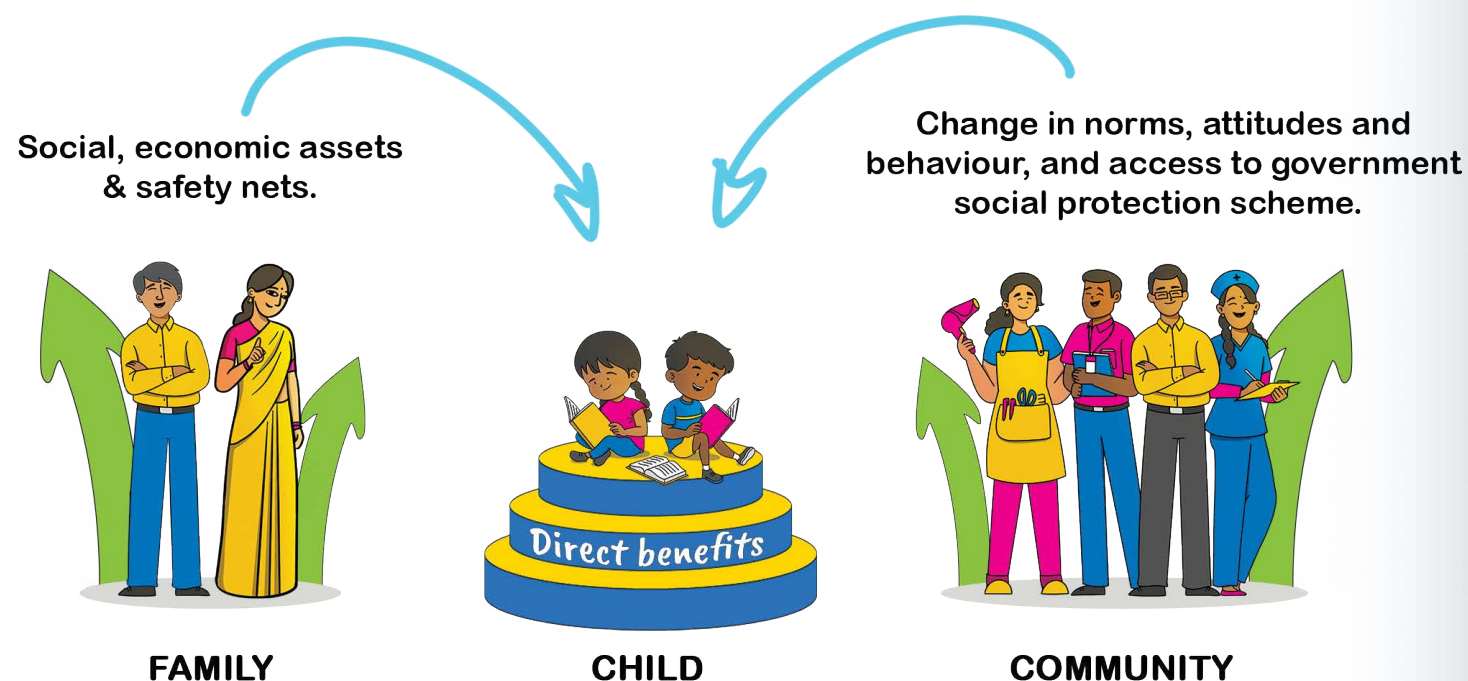 Social, economic assets
& safety nets.
Change in norms, attitudes and
behaviour, and access to government
social protection scheme.
Direct benefits
FAMILY
CHILD
COMMUNITY